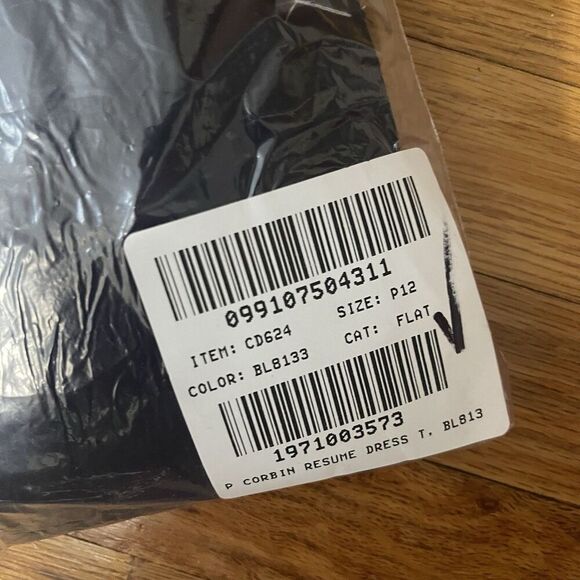 099107504311
ITEM: CD624 SIZE: P12
COLOR: BL8133 CAT: FLAT
1971003573
P CORBIN RESUME DRESS T, BL813